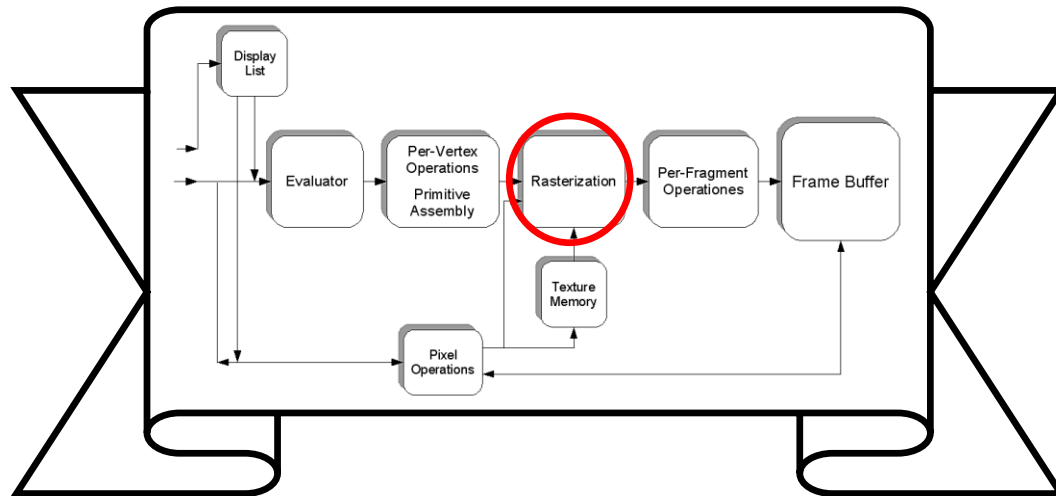 Display
List
Evaluator
Per-Vertex
Operations
Primitive
Assembly
Rasterization
Per-Fragment
Operationes
Frame Buffer
Texture
Memory
Pixel
Operations